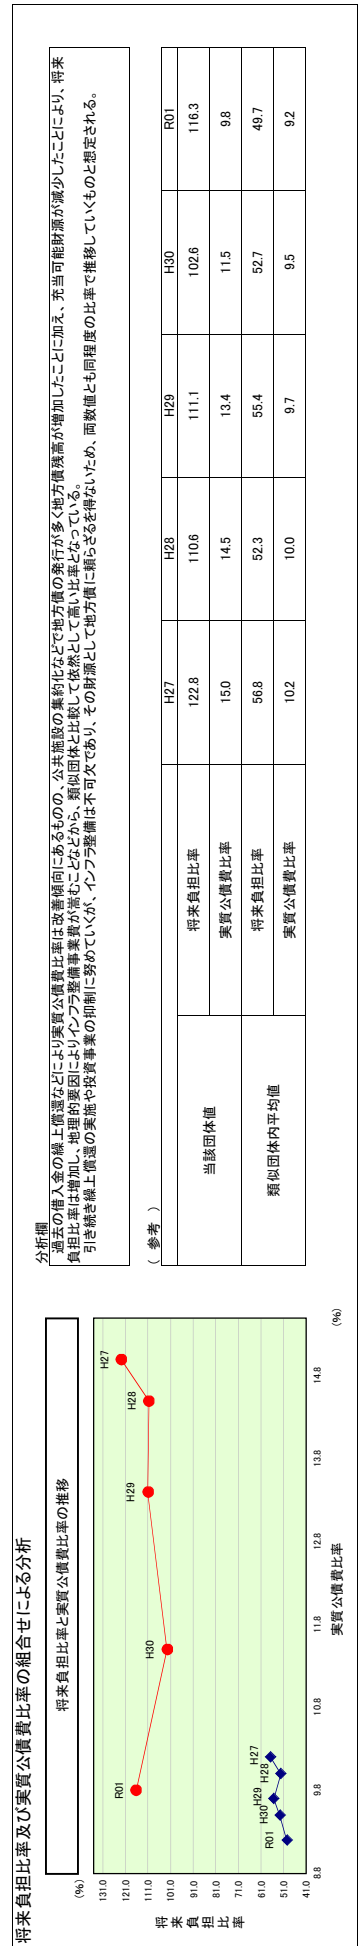 将来負担比率及び実質公債費比率の組合せによる分析
将来負担比率と実質公債費比率の推移
(%)
131.0
121.0
111.0
101.0
91.0
81.0
71.0
61.0
51.0
41.0
将来負担比率
R01
H30
H29
H28
H27
R01
H30
H29
H28
H27
8.8
9.8
10.8
11.8
12.8
13.8
14.8
(%)
実質公債費比率
分析欄
過去の借入金の繰上償還などにより実質公債費比率は改善傾向にあるものの、公共施設の集約化などで地方債の発行が多く地方債残高が増加したことに加え、充当可能財源が減少したことにより、将来
負担比率は増加し、地理的要因によりインフラ整備事業費が嵩むことなどから、類似団体と比較して依然として高い比率となっている。
引き続き繰上償還の実施や投資事業の抑制に努めていくが、インフラ整備は不可欠であり、その財源として地方債に頼らざるを得ないため、両数値とも同程度の比率で推移していくものと想定される。
( 参考 )
H27 H28 H29 H30 R01
当該団体値 将来負担比率 122.8 110.6 111.1 102.6 116.3
実質公債費比率 15.0 14.5 13.4 11.5 9.8
類似団体内平均値 将来負担比率 56.8 52.3 55.4 52.7 49.7
実質公債費比率 10.2 10.0 9.7 9.5 9.2